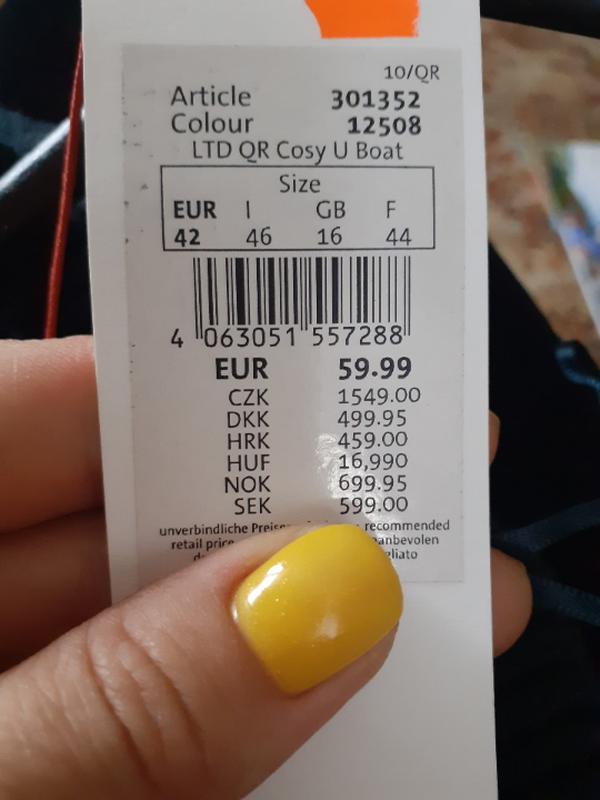 10/QR
Article 301352
Colour 12508
LTD QR Cosy U Boat
Size
EUR I GB F
42 46 16 44
4 063051 557288
EUR 59.99
CZK 1549.00
DKK 499.95
HRK 459.00
HUF 16,990
NOK 699.95
SEK 599.00
unverbindliche recommended
retail price